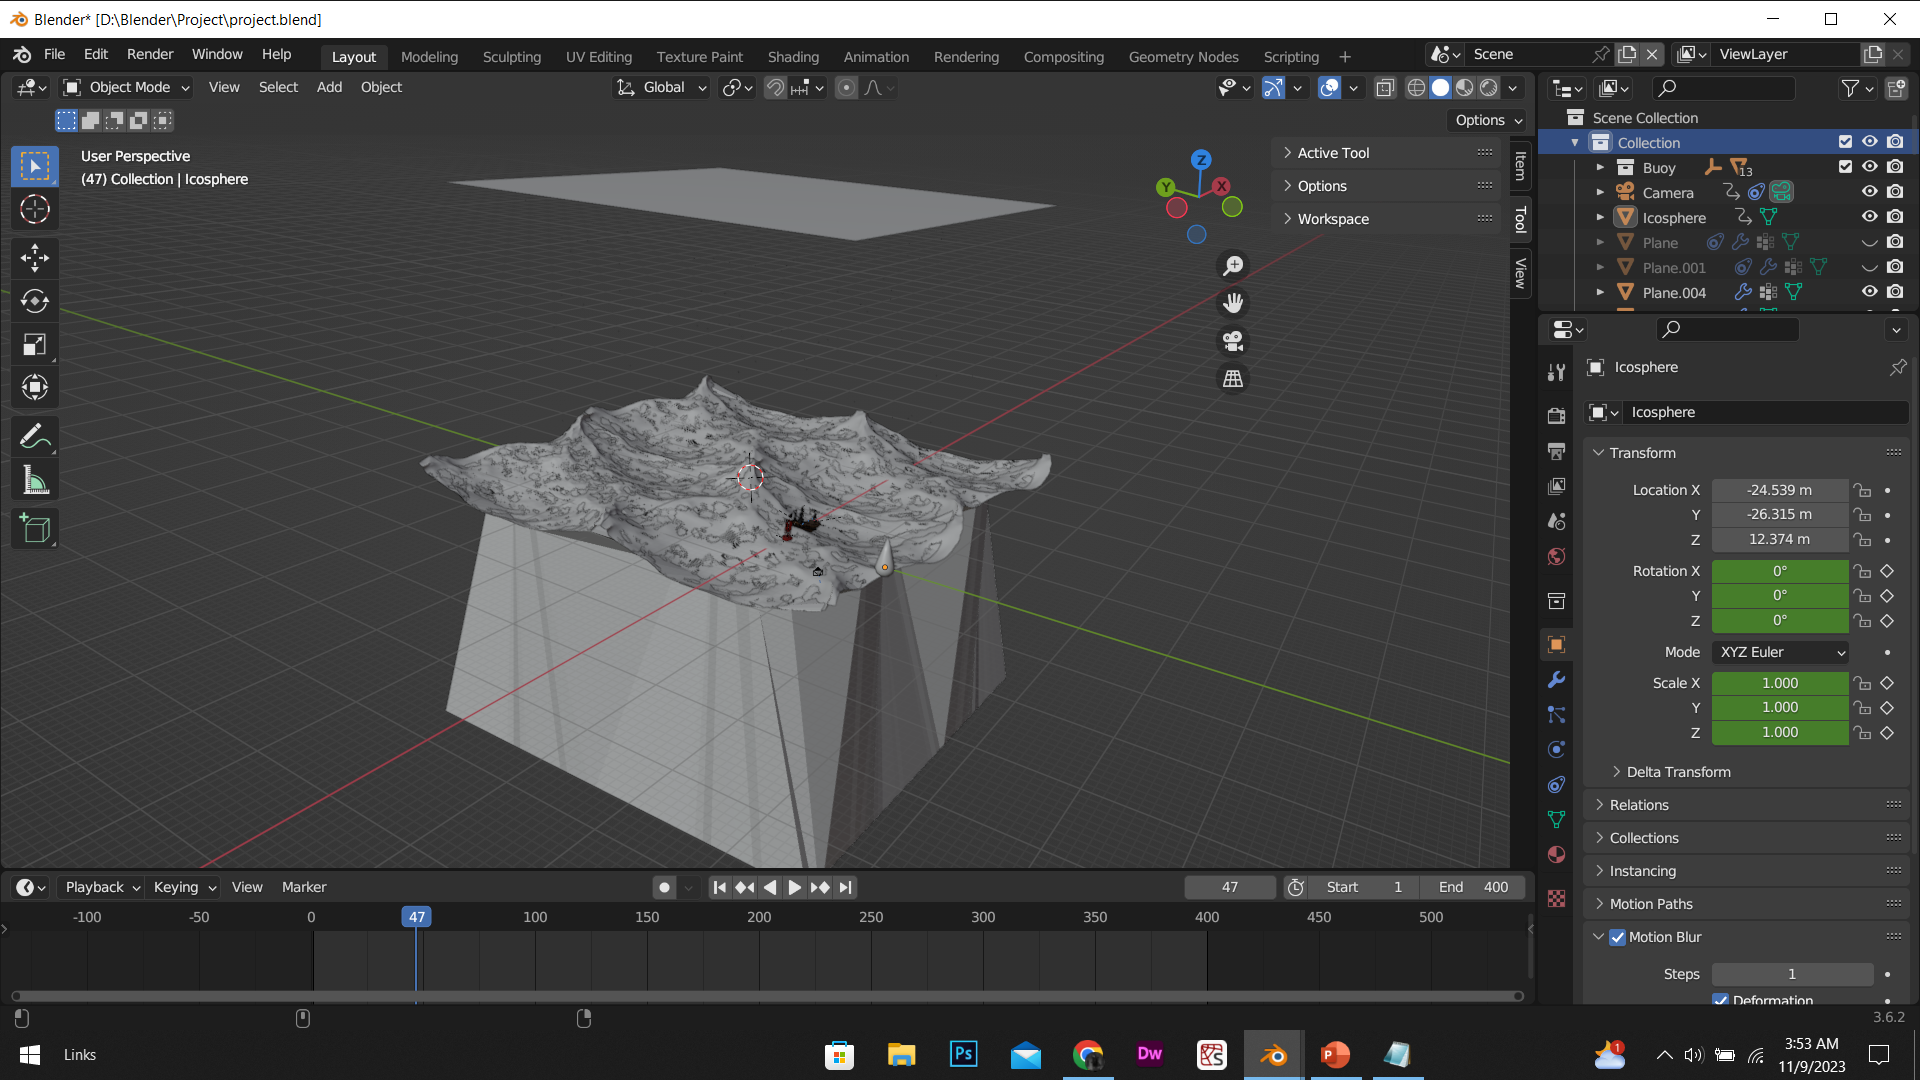 Blender* [D:\Blender\Project\project.blend]
File Edit Render Window Help Layout Modeling Sculpting UV Editing Texture Paint Shading Animation Rendering Compositing Geometry Nodes Scripting + Scene ViewLayer
Object Mode View Select Add Object Global
Options
User Perspective
(47) Collection | Icosphere
Z
Y
X
Active Tool
Options
Workspace
Item
Tool
View
Scene Collection
Collection
Buoy 13
Camera
Icosphere
Plane
Plane.001
Plane.004
Icosphere
Icosphere
Transform
Location X -24.539 m
Y -26.315 m
Z 12.374 m
Rotation X 0°
Y 0°
Z 0°
Mode XYZ Euler
Scale X 1.000
Y 1.000
Z 1.000
Delta Transform
Relations
Collections
Instancing
Motion Paths
Motion Blur
Steps 1
Deformation
Playback Keying View Marker 47 Start 1 End 400
-100 -50 0 47 100 150 200 250 300 350 400 450 500
3.6.2
Links
Ps
Dw
P
1
3:53 AM
11/9/2023